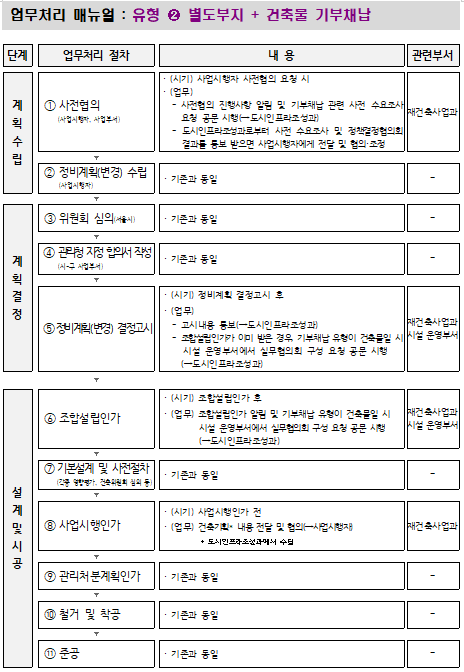 업무처리 매뉴얼 : 유형 ❷ 별도부지 + 건축물 기부채납
단계 업무처리 절차 내 용 관련부서
계획수립
① 사전협의
(사업시행자, 사업부서)
· (시기) 사업시행자 사전협의 요청 시
· (업무)
- 사전협의 진행사항 알림 및 기부채납 관련 사전 수요조사
요청 공문 시행(→도시인프라조성과)
- 도시인프라조성과로부터 사전 수요조사 및 정책결정협의회
결과를 통보 받으면 사업시행자에게 전달 및 협의·조정
재건축사업과
② 정비계획(변경) 수립
(사업시행자)
· 기존과 동일
-
계획결정
③ 위원회 심의(서울시)
· 기존과 동일
-
④ 관리청 지정 협의서 작성
(시·구 사업부서)
· 기존과 동일
-
⑤ 정비계획(변경) 결정고시
· (시기) 정비계획 결정고시 후
· (업무)
- 고시내용 통보(→도시인프라조성과)
- 조합설립인가가 이미 받은 경우, 기부채납 유형이 건축물일 시
시설 운영부서에서 실무협의회 구성 요청 공문 시행
(→도시인프라조성과)
재건축사업과
시설 운영부서
설계 및 시공
⑥ 조합설립인가
· (시기) 조합설립인가 후
· (업무) 조합설립인가 알림 및 기부채납 유형이 건축물일 시
시설 운영부서에서 실무협의회 구성 요청 공문 시행
(→도시인프라조성과)
재건축사업과
시설 운영부서
⑦ 기본설계 및 사전절차
(각종 영향평가, 건축위원회 심의 등)
· 기존과 동일
-
⑧ 사업시행인가
· (시기) 사업시행인가 전
· (업무) 건축기획* 내용 전달 및 협의(→사업시행자)
* 도시인프라조성과에서 수립
재건축사업과
⑨ 관리처분계획인가
· 기존과 동일
-
⑩ 철거 및 착공
· 기존과 동일
-
⑪ 준공
· 기존과 동일
-